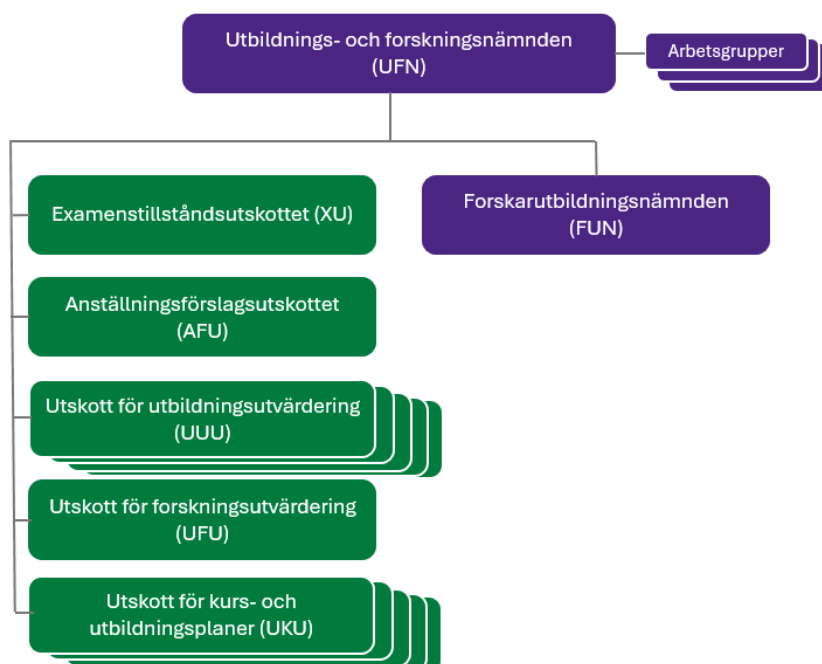 Utbildnings- och forskningsnämnden
(UFN)
Arbetsgrupper
Examenstillståndsutskottet (XU)
Forskarutbildningsnämnden
(FUN)
Anställningsförslagsutskottet
(AFU)
Utskott för utbildningsutvärdering
(UUU)
Utskott för forskningsutvärdering
(UFU)
Utskott för kurs- och
utbildningsplaner (UKU)